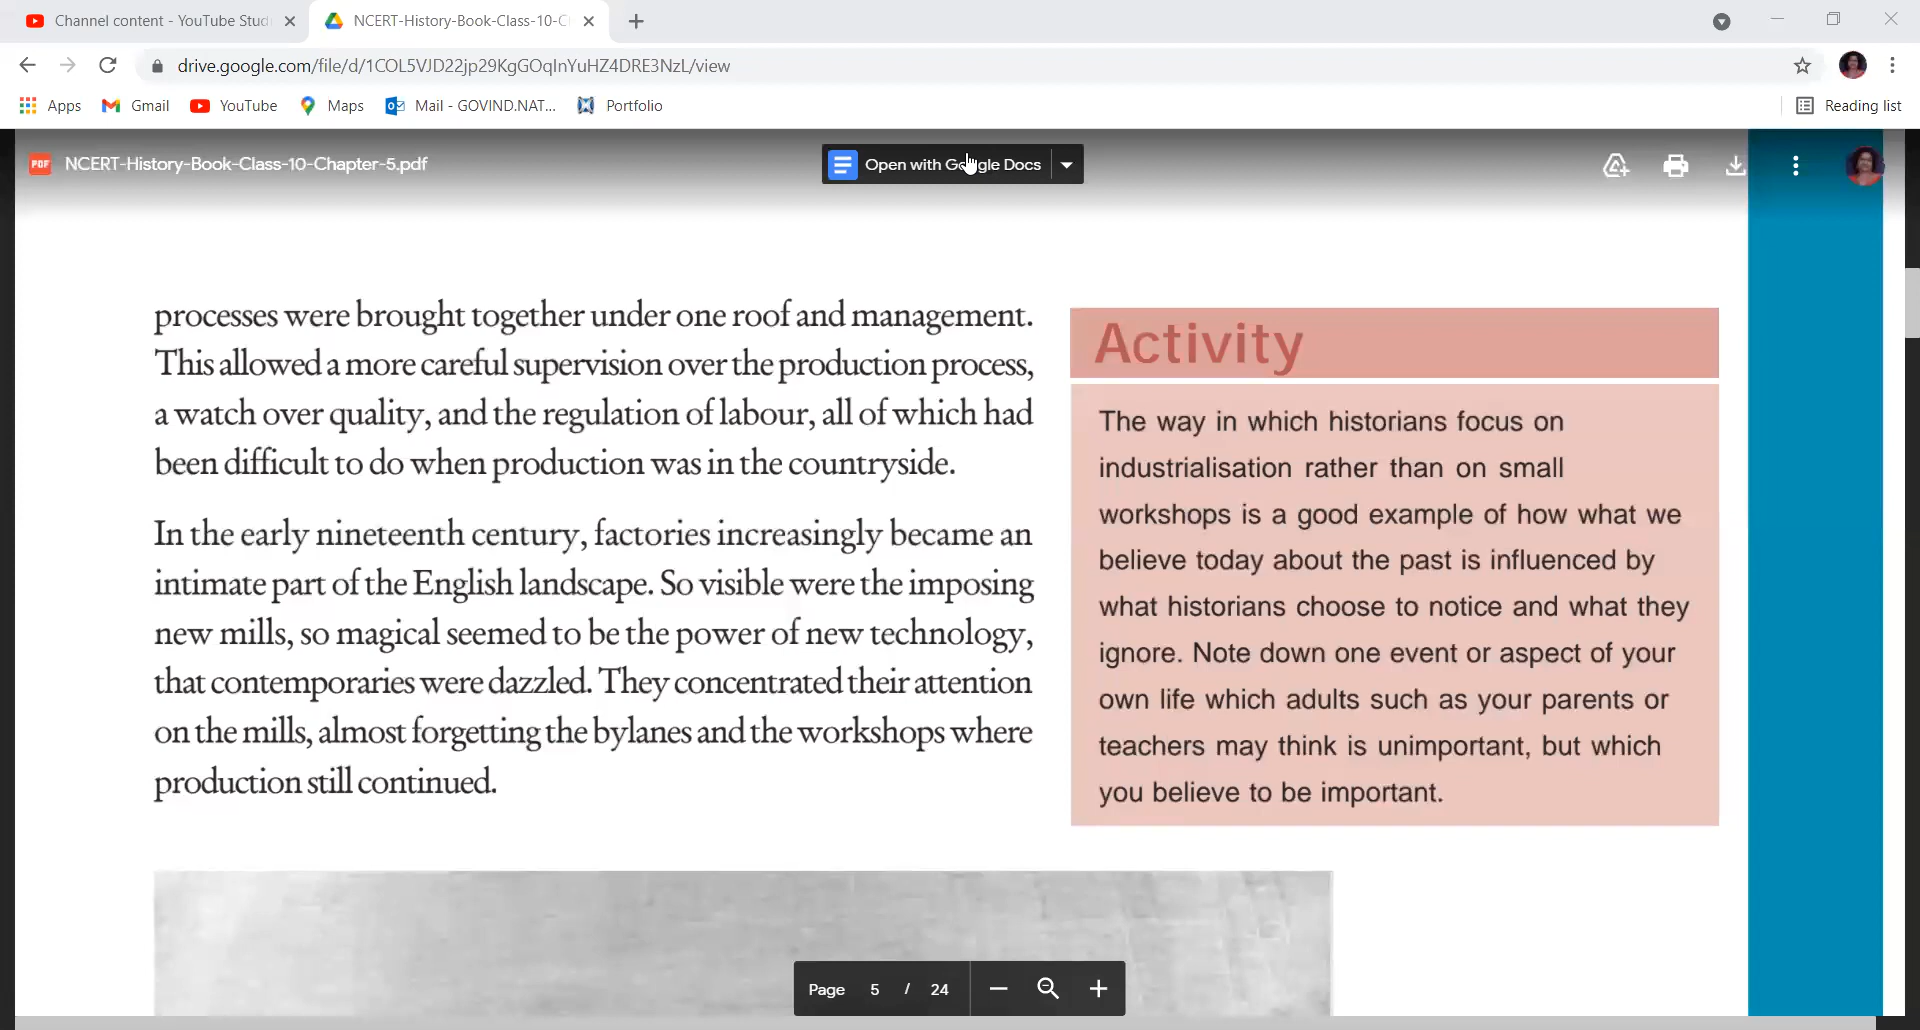 Channel content - YouTube Stud
NCERT-History-Book-Class-10-C
drive.google.com/file/d/1COL5VJD22jp29KgGOqInYuHZ4DRE3NzL/view
Apps
Gmail
YouTube
Maps
Mail - GOVIND.NAT...
Portfolio
Reading list
PDF
NCERT-History-Book-Class-10-Chapter-5.pdf
Open with Google Docs
processes were brought together under one roof and management.
This allowed a more careful supervision over the production process,
a watch over quality, and the regulation of labour, all of which had
been difficult to do when production was in the countryside.
In the early nineteenth century, factories increasingly became an
intimate part of the English landscape. So visible were the imposing
new mills, so magical seemed to be the power of new technology,
that contemporaries were dazzled. They concentrated their attention
on the mills, almost forgetting the bylanes and the workshops where
production still continued.
Activity
The way in which historians focus on
industrialisation rather than on small
workshops is a good example of how what we
believe today about the past is influenced by
what historians choose to notice and what they
ignore. Note down one event or aspect of your
own life which adults such as your parents or
teachers may think is unimportant, but which
you believe to be important.
Page 5 / 24